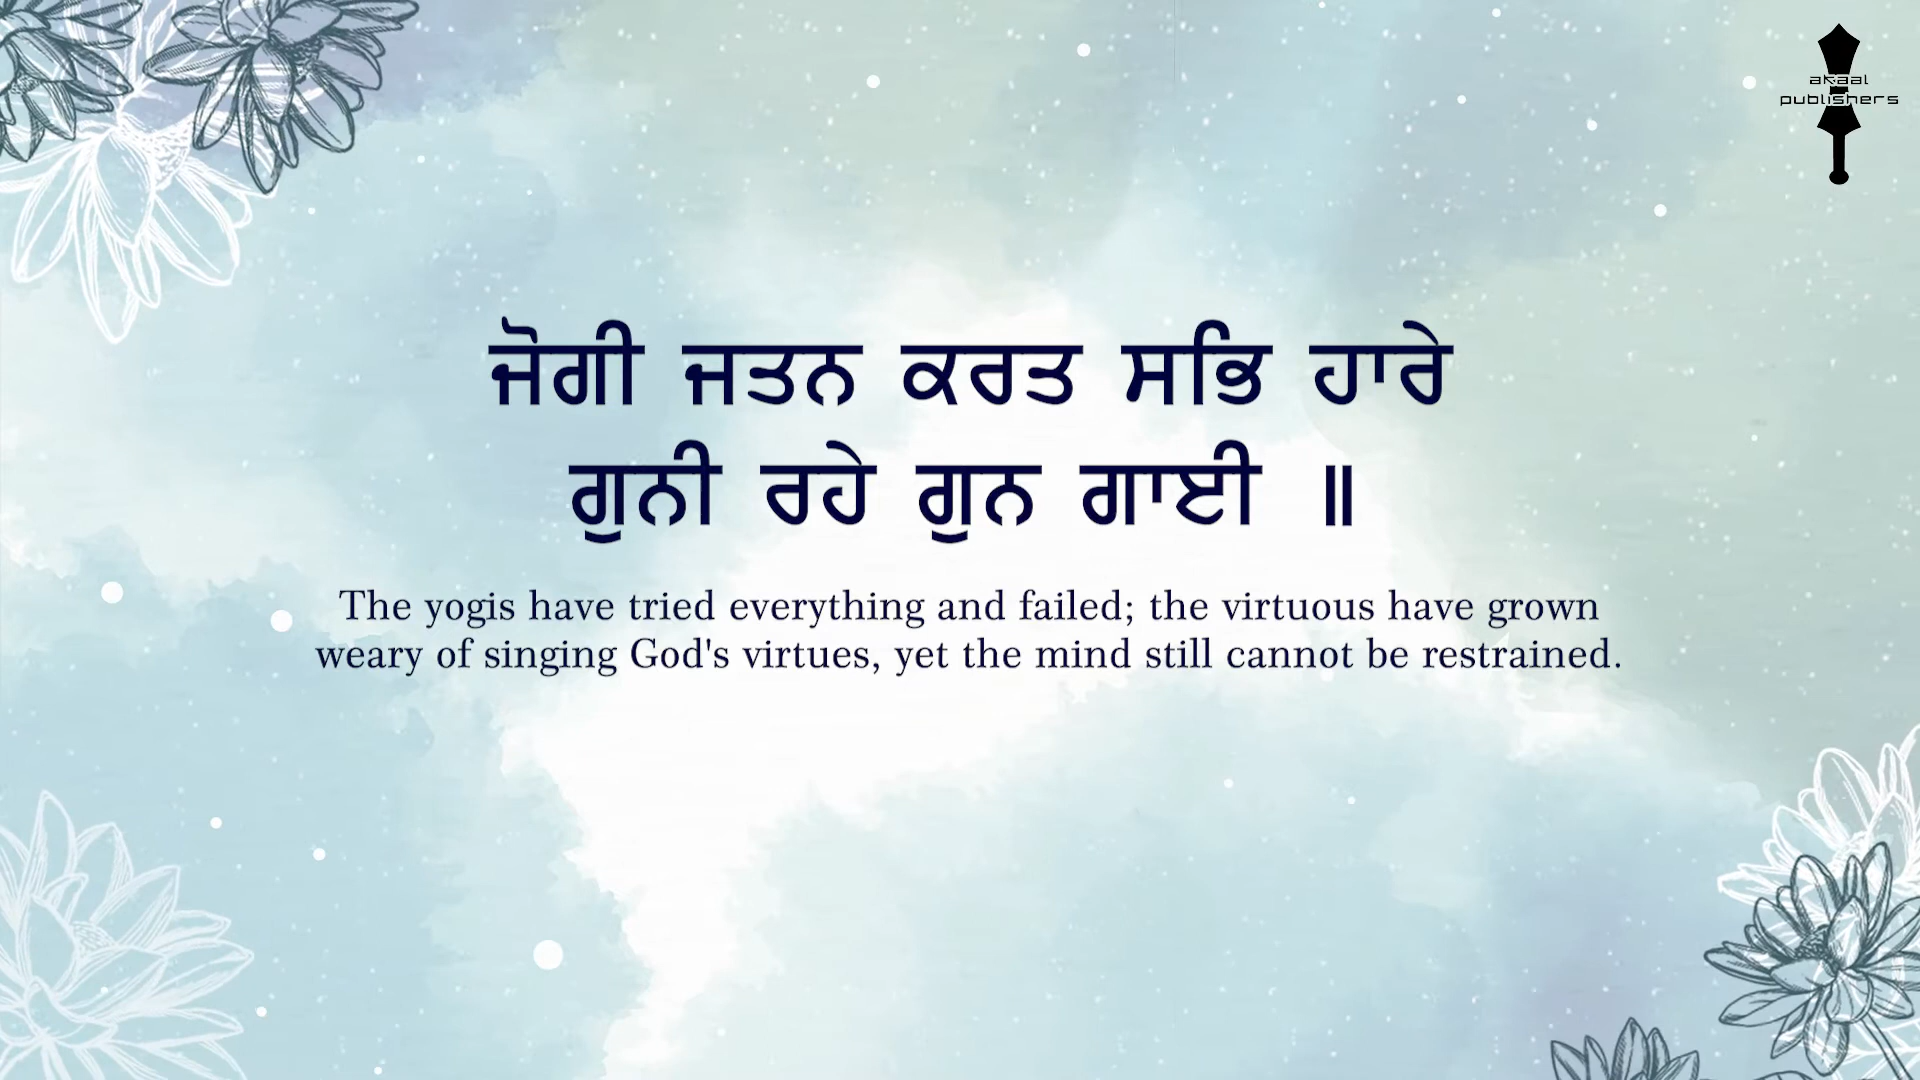 akaal
publishers
ਜੋਗੀ ਜਤਨ ਕਰਤ ਸਭਿ ਹਾਰੇ
ਗੁਨੀ ਰਹੇ ਗੁਨ ਗਾਈ ॥
The yogis have tried everything and failed; the virtuous have grown
weary of singing God's virtues, yet the mind still cannot be restrained.